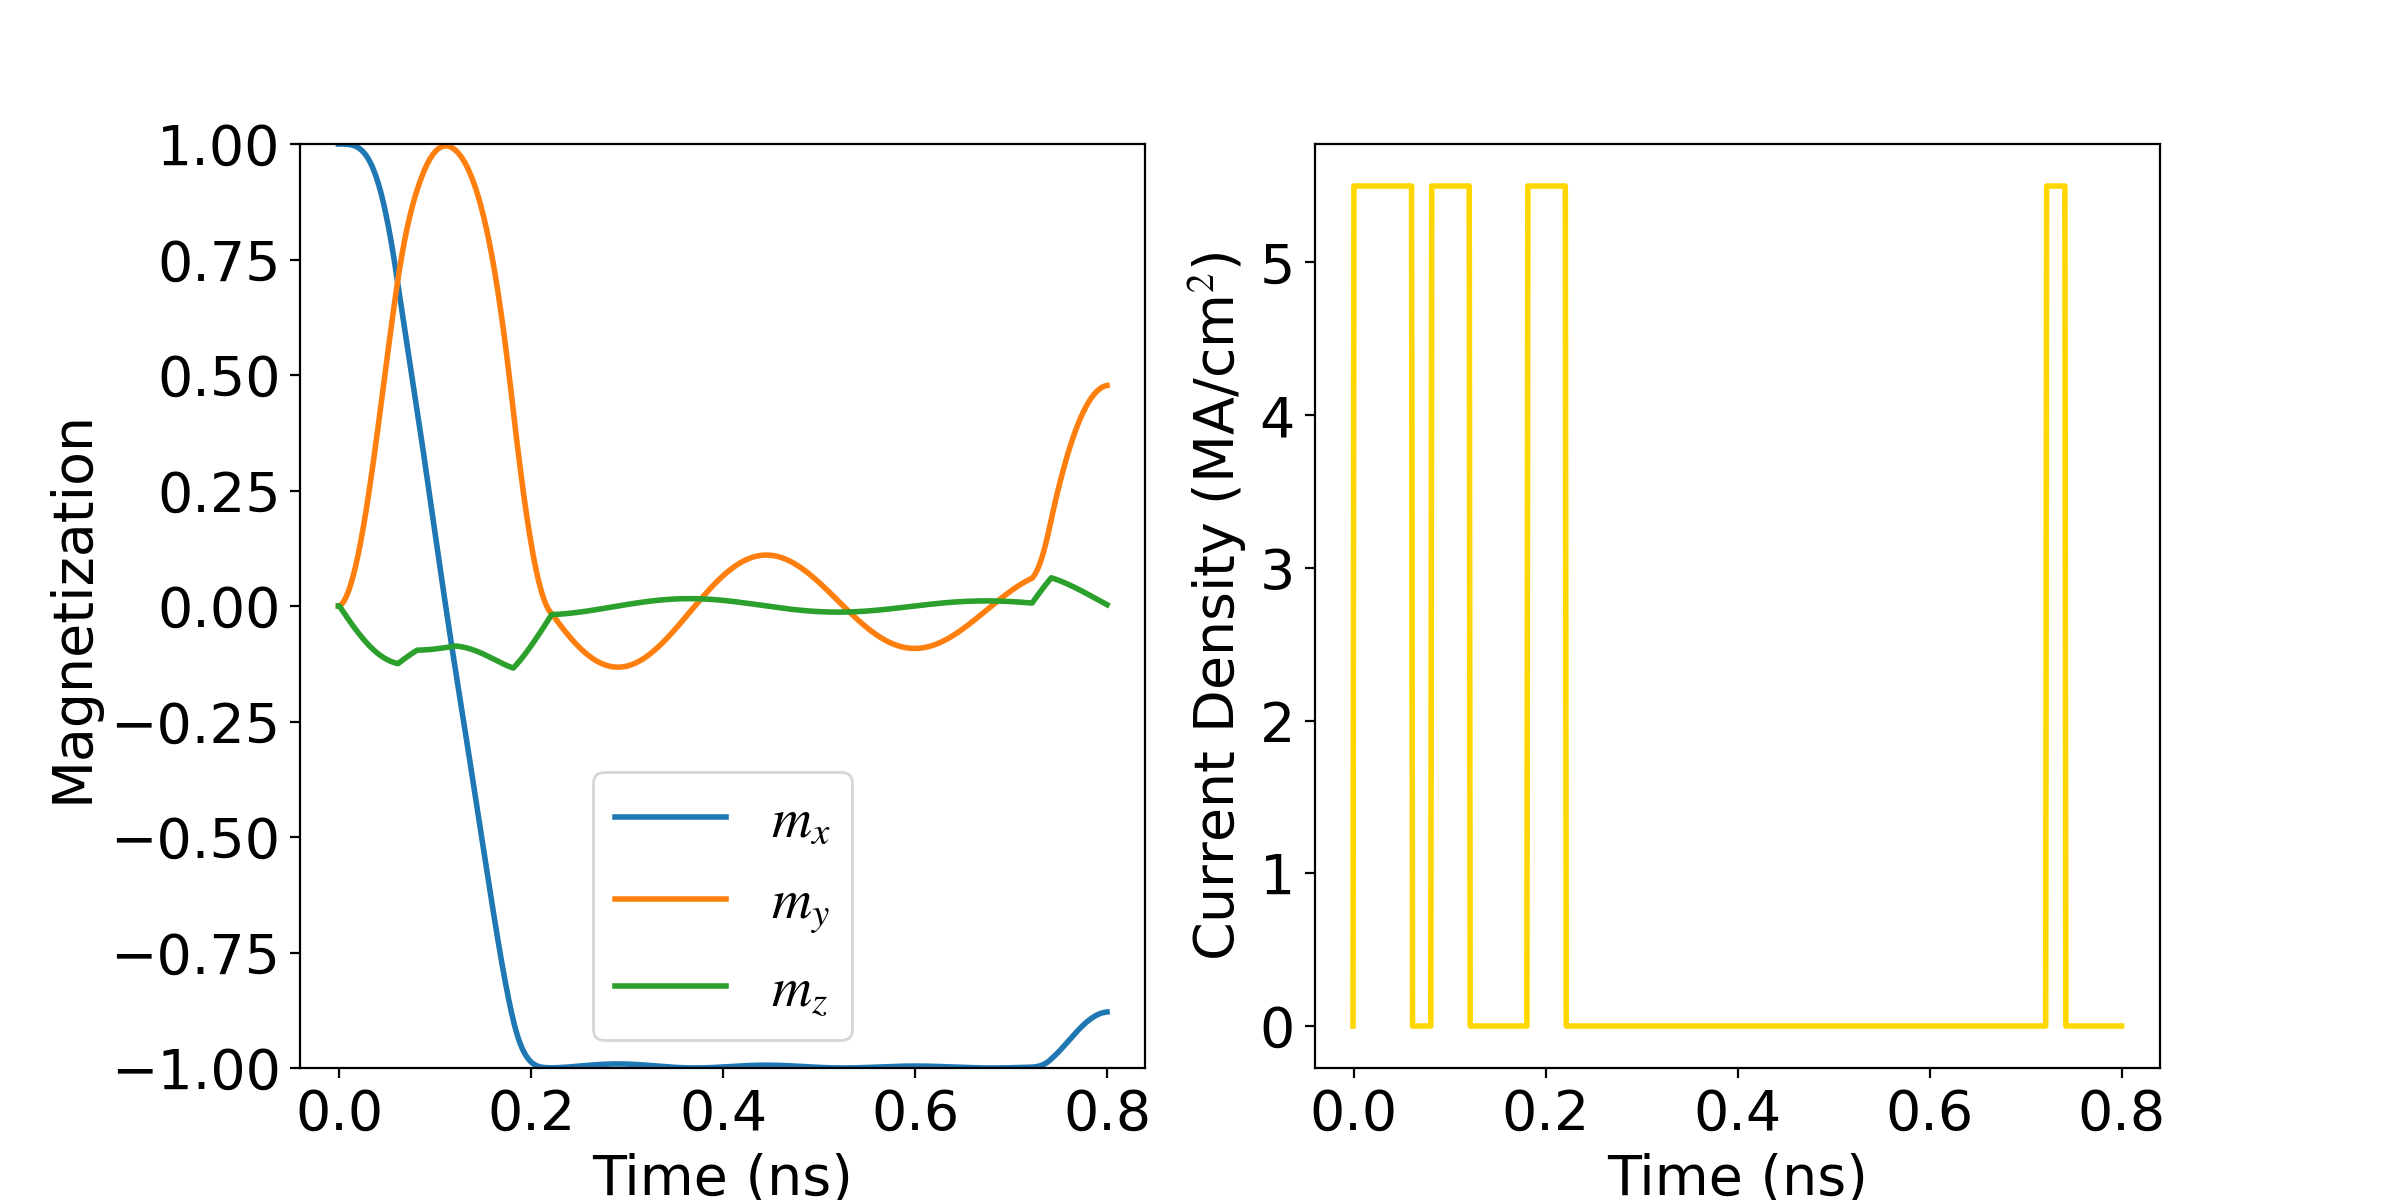 1.00
0.75
0.50
0.25
0.00
−0.25
−0.50
−0.75
−1.00
Magnetization
0.0 0.2 0.4 0.6 0.8
Time (ns)
m_x
m_y
m_z
5
4
3
2
1
0
Current Density (MA/cm²)
0.0 0.2 0.4 0.6 0.8
Time (ns)